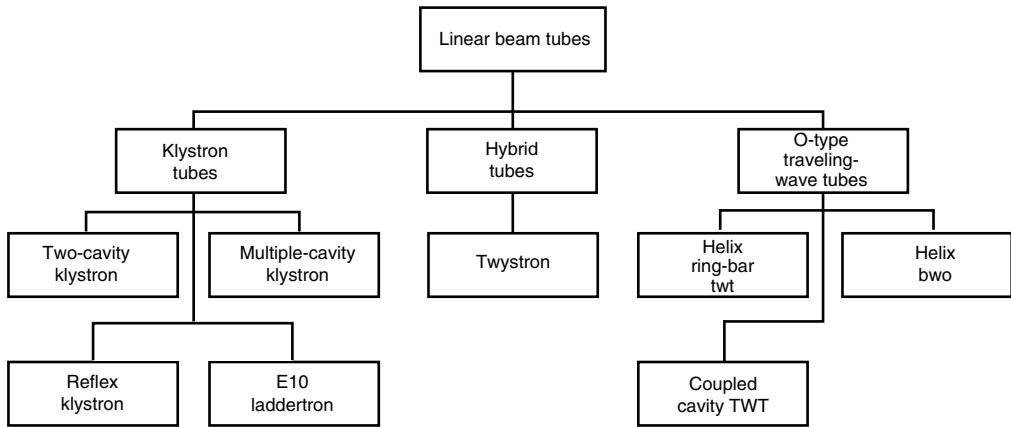 Linear beam tubes
Klystron
tubes
Hybrid
tubes
O-type
traveling-
wave tubes
Two-cavity
klystron
Multiple-cavity
klystron
Twystron
Helix
ring-bar
twt
Helix
bwo
Reflex
klystron
E10
laddertron
Coupled
cavity TWT